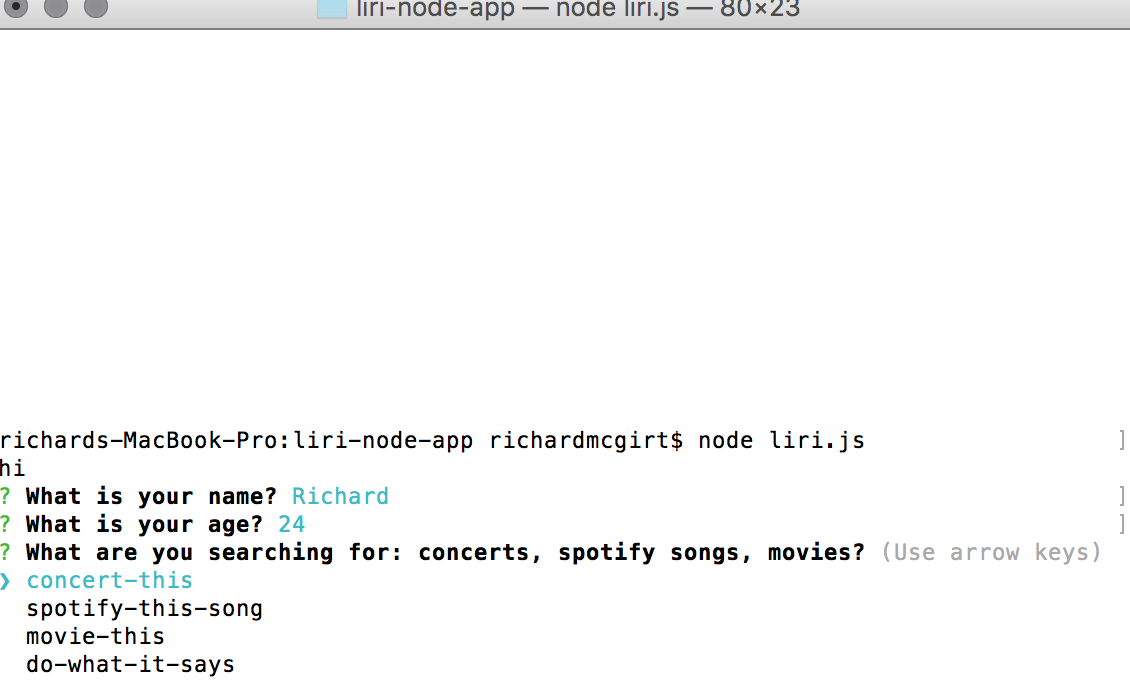 liri-node-app — node liri.js — 80×23
richards-MacBook-Pro:liri-node-app richardmcgirt$ node liri.js ]
hi
? What is your name? Richard ]
? What is your age? 24 ]
? What are you searching for: concerts, spotify songs, movies? (Use arrow keys)
❯ concert-this
spotify-this-song
movie-this
do-what-it-says